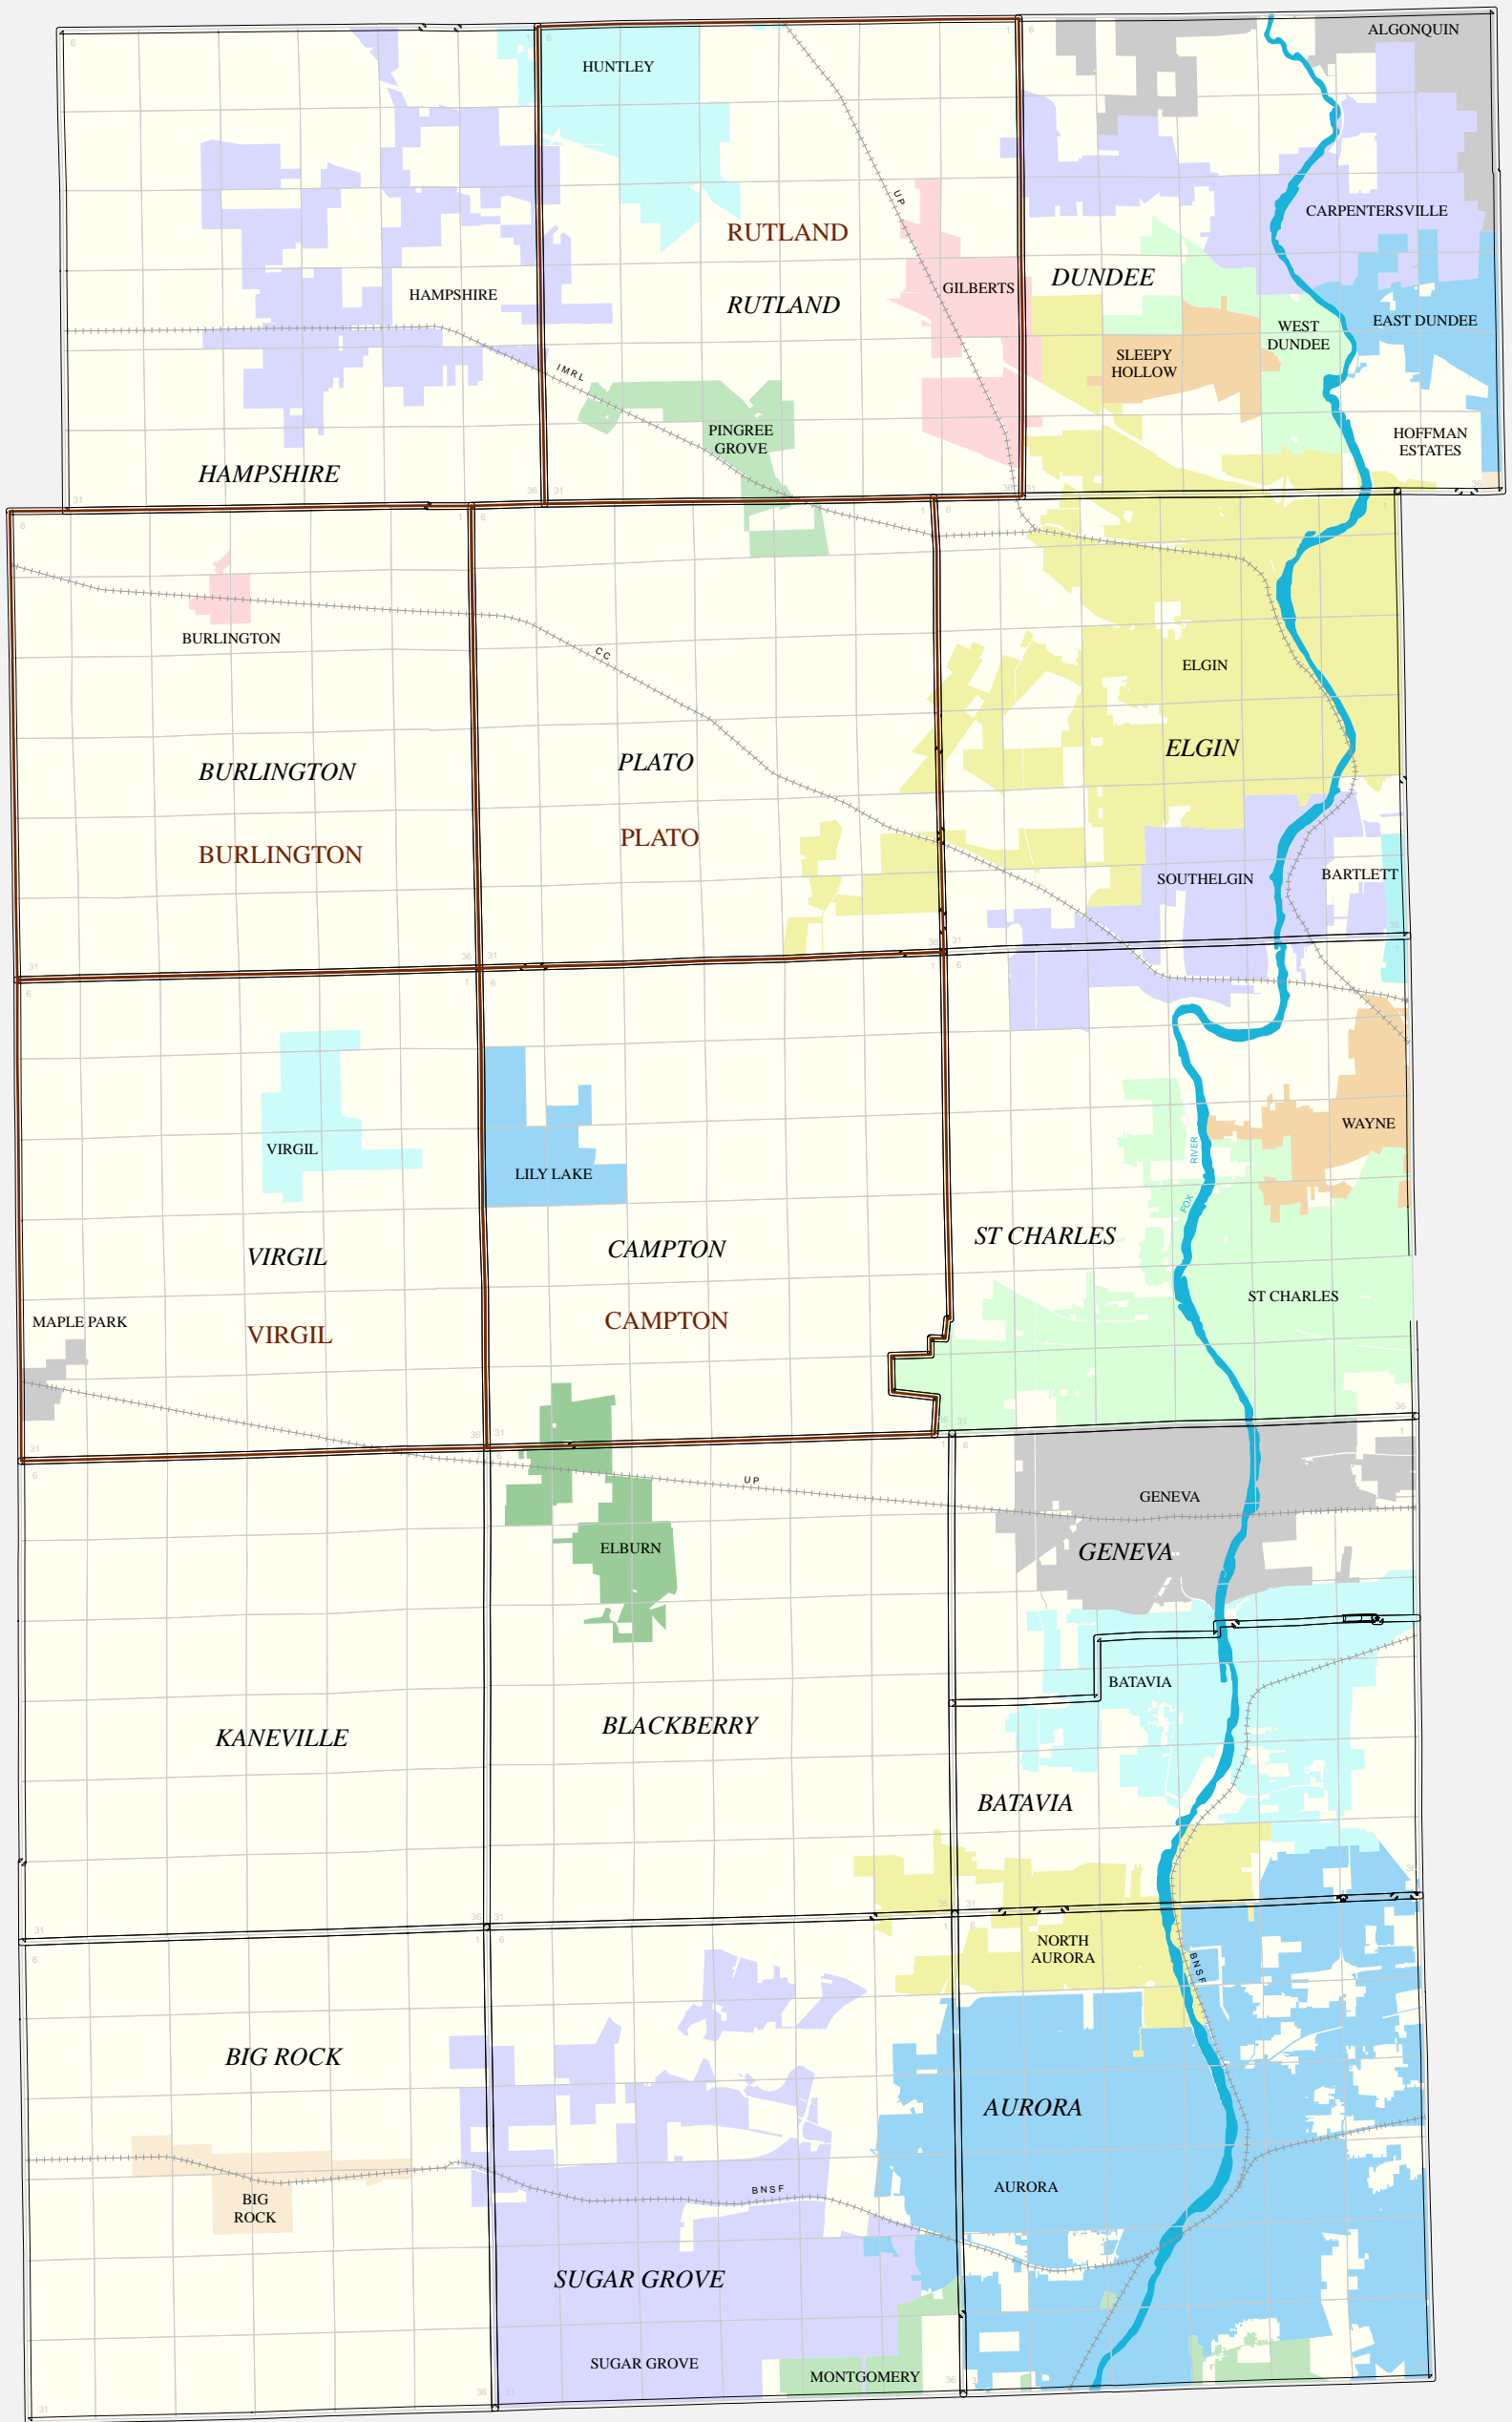 ALGONQUIN
HUNTLEY
UP
CARPENTERSVILLE
RUTLAND
DUNDEE
HAMPSHIRE
RUTLAND
GILBERTS
EAST DUNDEE
WEST
DUNDEE
SLEEPY
HOLLOW
IMRL
PINGREE
GROVE
HOFFMAN
ESTATES
HAMPSHIRE
BURLINGTON
CC
ELGIN
BURLINGTON
PLATO
ELGIN
BURLINGTON
PLATO
SOUTHELGIN
BARTLETT
VIRGIL
LILY LAKE
RIVER
WAYNE
FOX
VIRGIL
CAMPTON
ST CHARLES
ST CHARLES
MAPLE PARK
VIRGIL
CAMPTON
UP
GENEVA
ELBURN
GENEVA
BATAVIA
KANEVILLE
BLACKBERRY
BATAVIA
NORTH
AURORA
BNSF
BIG ROCK
AURORA
BIG
ROCK
BNSF
AURORA
SUGAR GROVE
SUGAR GROVE
MONTGOMERY